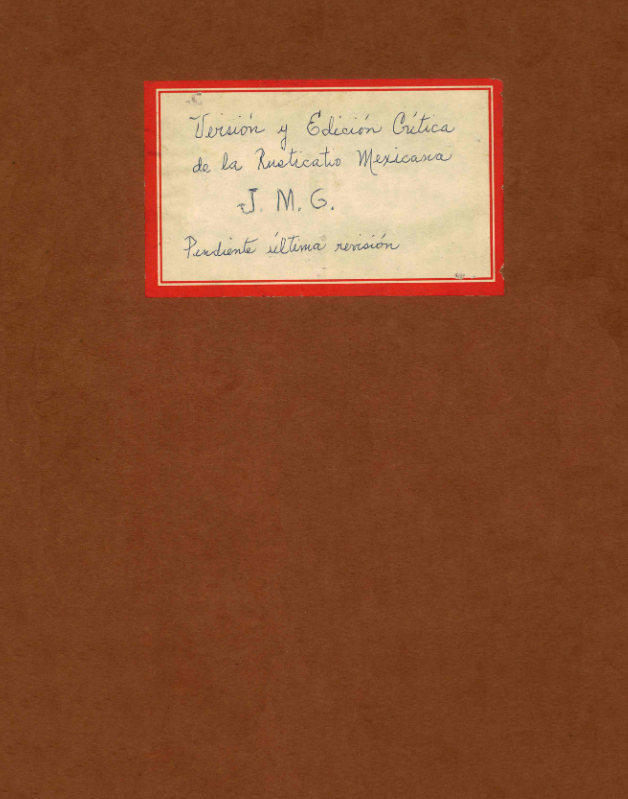 Versión y Edición Crítica
de la Rusticatio Mexicana
J. M. G.
Pendiente última revisión